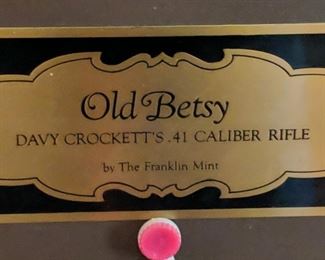 Old Betsy
DAVY CROCKETT'S .41 CALIBER RIFLE
by The Franklin Mint